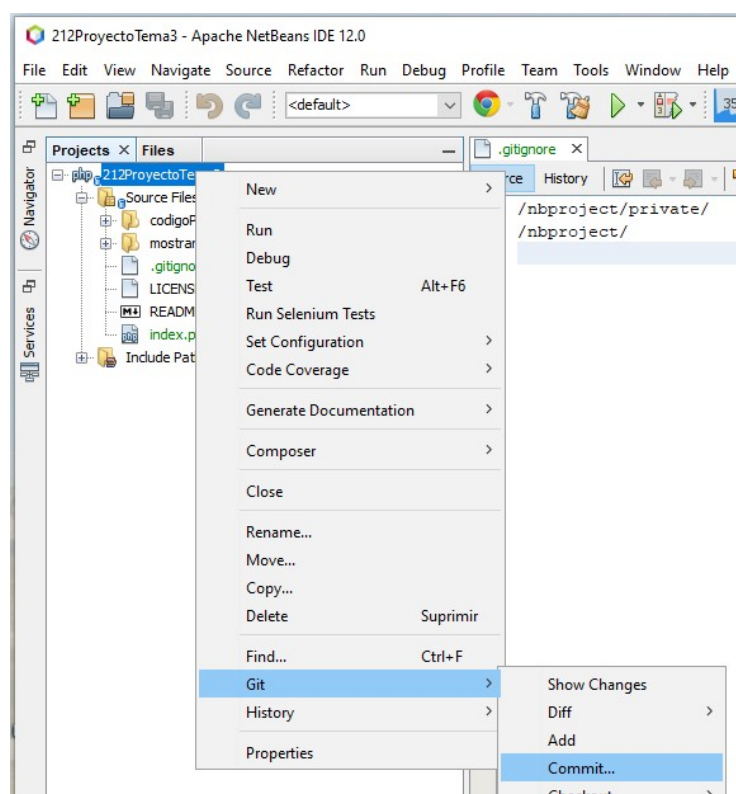 212ProyectoTema3 - Apache NetBeans IDE 12.0
File Edit View Navigate Source Refactor Run Debug Profile Team Tools Window Help
<default>
Projects Files
.gitignore
Navigator
Services
212ProyectoTe
Source Files
codigoP
mostrar
.gitigno
LICENS
READM
index.p
Include Pat
History
/nbproject/private/
/nbproject/
New
Run
Debug
Test Alt+F6
Run Selenium Tests
Set Configuration
Code Coverage
Generate Documentation
Composer
Close
Rename...
Move...
Copy...
Delete Suprimir
Find... Ctrl+F
Git
History
Properties
Show Changes
Diff
Add
Commit...
Checkout